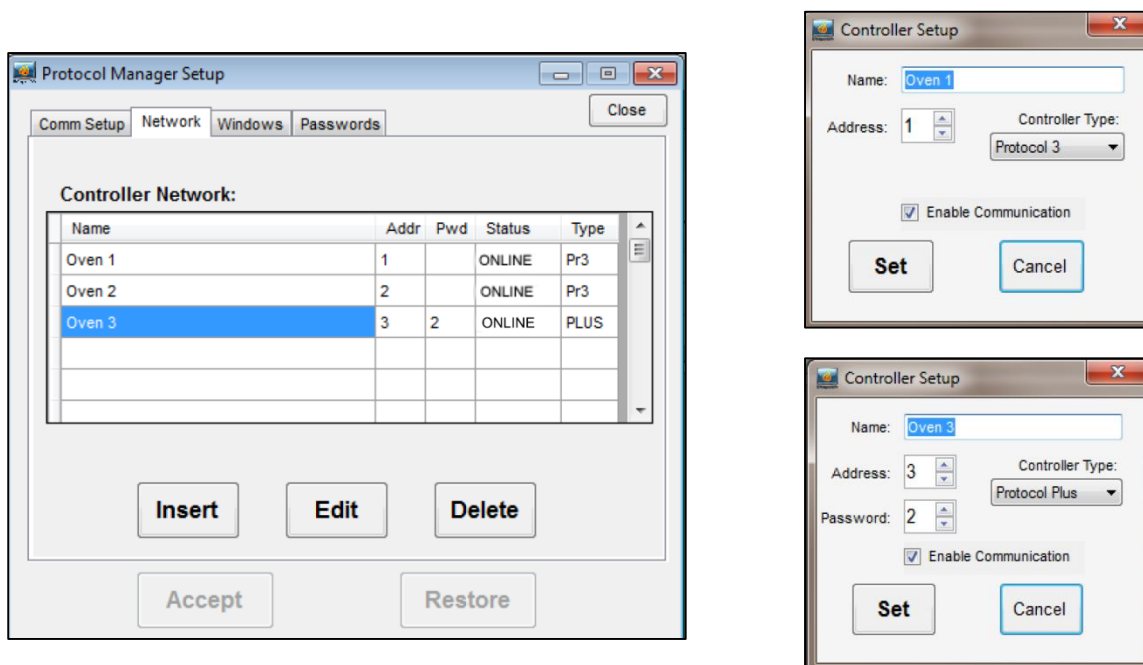 Protocol Manager Setup
Close
Comm Setup Network Windows Passwords
Controller Network:
Name Addr Pwd Status Type
Oven 1 1 ONLINE Pr3
Oven 2 2 ONLINE Pr3
Oven 3 3 2 ONLINE PLUS
Insert Edit Delete
Accept Restore
Controller Setup
Name: Oven 1
Address: 1 Controller Type:
Protocol 3
Enable Communication
Set Cancel
Controller Setup
Name: Oven 3
Address: 3 Controller Type:
Protocol Plus
Password: 2
Enable Communication
Set Cancel